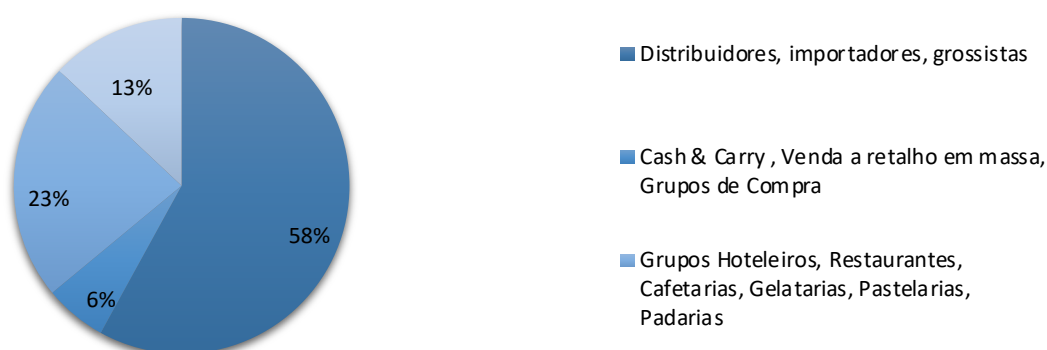 13%
23%
58%
6%
Distribuidores, importadores, grossistas
Cash & Carry , Venda a retalho em massa,
Grupos de Compra
Grupos Hoteleiros, Restaurantes,
Cafetarias, Gelatarias, Pastelarias,
Padarias